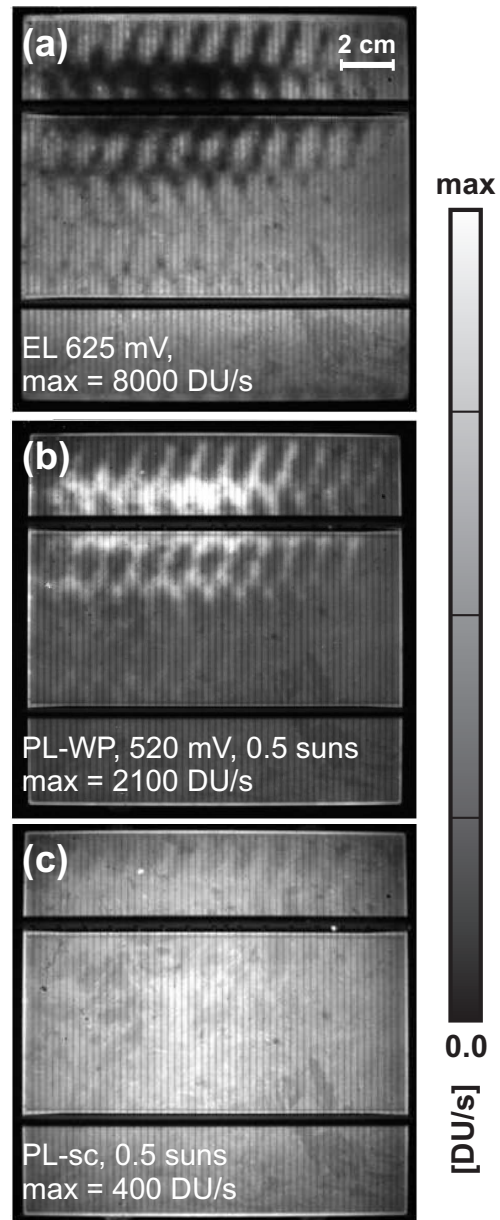 (a)
2 cm
EL 625 mV,
max = 8000 DU/s
(b)
PL-WP, 520 mV, 0.5 suns
max = 2100 DU/s
(c)
PL-sc, 0.5 suns
max = 400 DU/s
max
0.0
[DU/s]